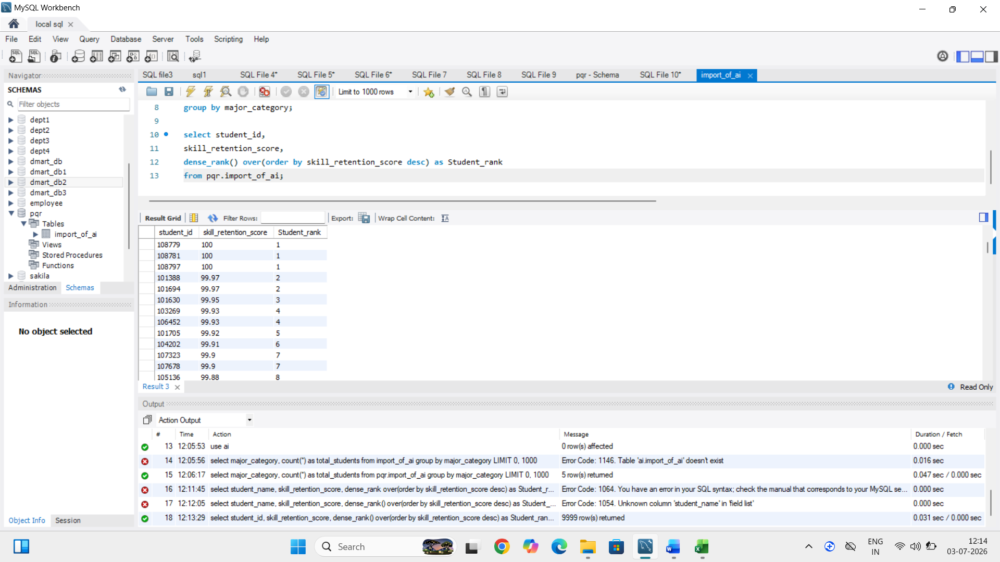 MySQL Workbench
local sql
File Edit View Query Database Server Tools Scripting Help
Navigator
SCHEMAS
Filter objects
dept1
dept2
dept3
dept4
dmart_db
dmart_db1
dmart_db2
dmart_db3
employee
pqr
Tables
import_of_ai
Views
Stored Procedures
Functions
sakila
Administration Schemas
Information
No object selected
Object Info Session
SQL file3 sql1 SQL File 4* SQL File 5* SQL File 6* SQL File 7 SQL File 8 SQL File 9 pqr - Schema SQL File 10* import_of_ai
Limit to 1000 rows
8 group by major_category;
9
10 select student_id,
11 skill_retention_score,
12 dense_rank() over(order by skill_retention_score desc) as Student_rank
13 from pqr.import_of_ai;
Result Grid Filter Rows: Export: Wrap Cell Content:
student_id skill_retention_score Student_rank
108779 100 1
108781 100 1
108797 100 1
101388 99.97 2
101694 99.97 2
101630 99.95 3
103269 99.93 4
106452 99.93 4
101705 99.92 5
104202 99.91 6
107323 99.9 7
107678 99.9 7
105136 99.88 8
Result 3 Read Only
Output
Action Output
# Time Action Message Duration / Fetch
13 12:05:53 use ai 0 row(s) affected 0.000 sec
14 12:05:56 select major_category, count(*) as total_students from import_of_ai group by major_category LIMIT 0, 1000 Error Code: 1146. Table 'ai.import_of_ai' doesn't exist 0.016 sec
15 12:06:17 select major_category, count(*) as total_students from pqr.import_of_ai group by major_category LIMIT 0, 1000 5 row(s) returned 0.047 sec / 0.000 sec
16 12:11:45 select student_name, skill_retention_score, dense_rank over(order by skill_retention_score desc) as Student_r... Error Code: 1064. You have an error in your SQL syntax; check the manual that corresponds to your MySQL se... 0.000 sec
17 12:12:05 select student_name, skill_retention_score, dense_rank() over(order by skill_retention_score desc) as Student_... Error Code: 1054. Unknown column 'student_name' in 'field list' 0.000 sec
18 12:13:29 select student_id, skill_retention_score, dense_rank() over(order by skill_retention_score desc) as Student_ran... 9999 row(s) returned 0.031 sec / 0.000 sec
Search
ENG
IN
12:14
03-07-2026